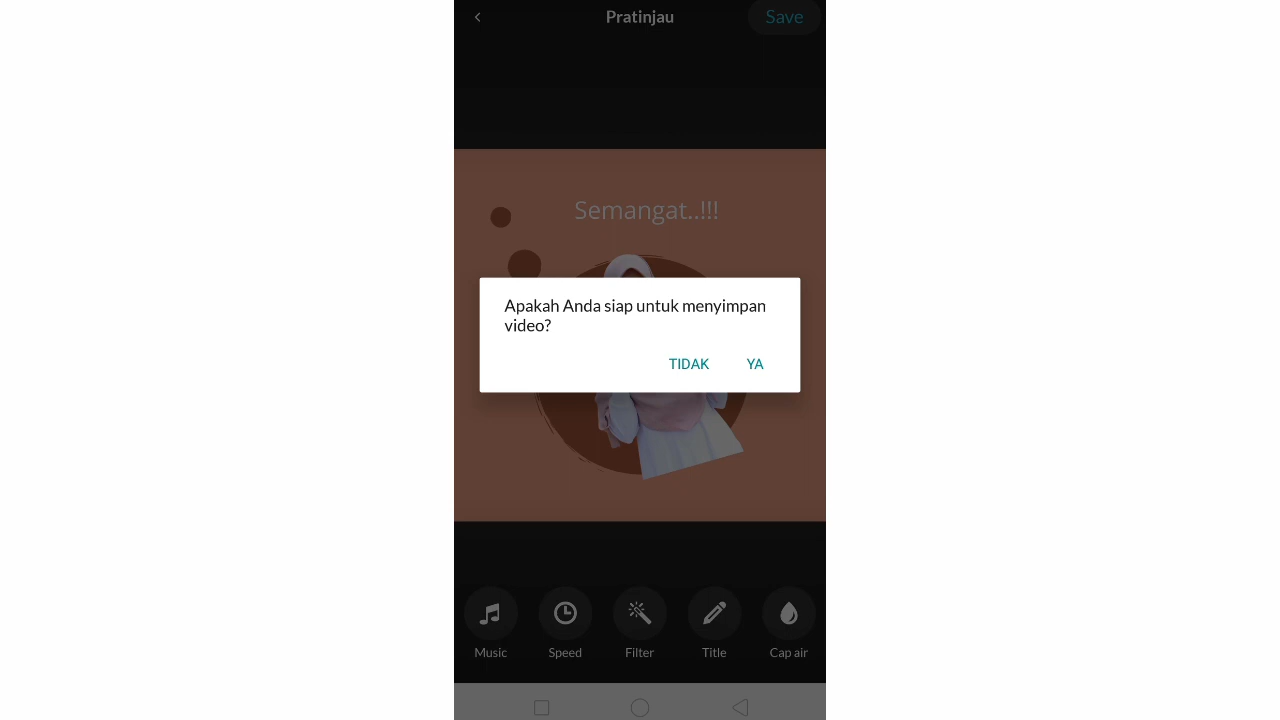 Pratinjau
Save
Semangat..!!!
Apakah Anda siap untuk menyimpan
video?
TIDAK
YA
Music
Speed
Filter
Title
Cap air